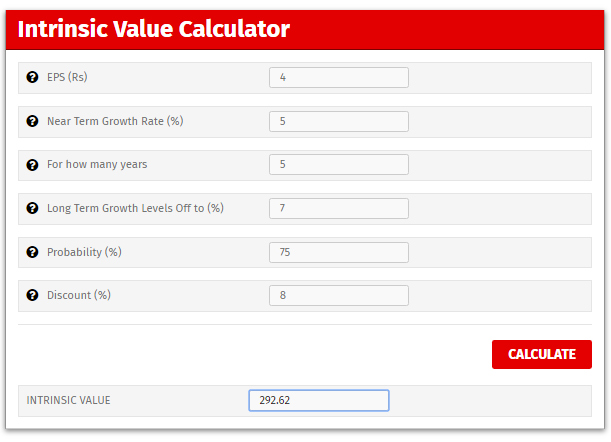 Intrinsic Value Calculator
? EPS (Rs) 4
? Near Term Growth Rate (%) 5
? For how many years 5
? Long Term Growth Levels Off to (%) 7
? Probability (%) 75
? Discount (%) 8
CALCULATE
INTRINSIC VALUE 292.62